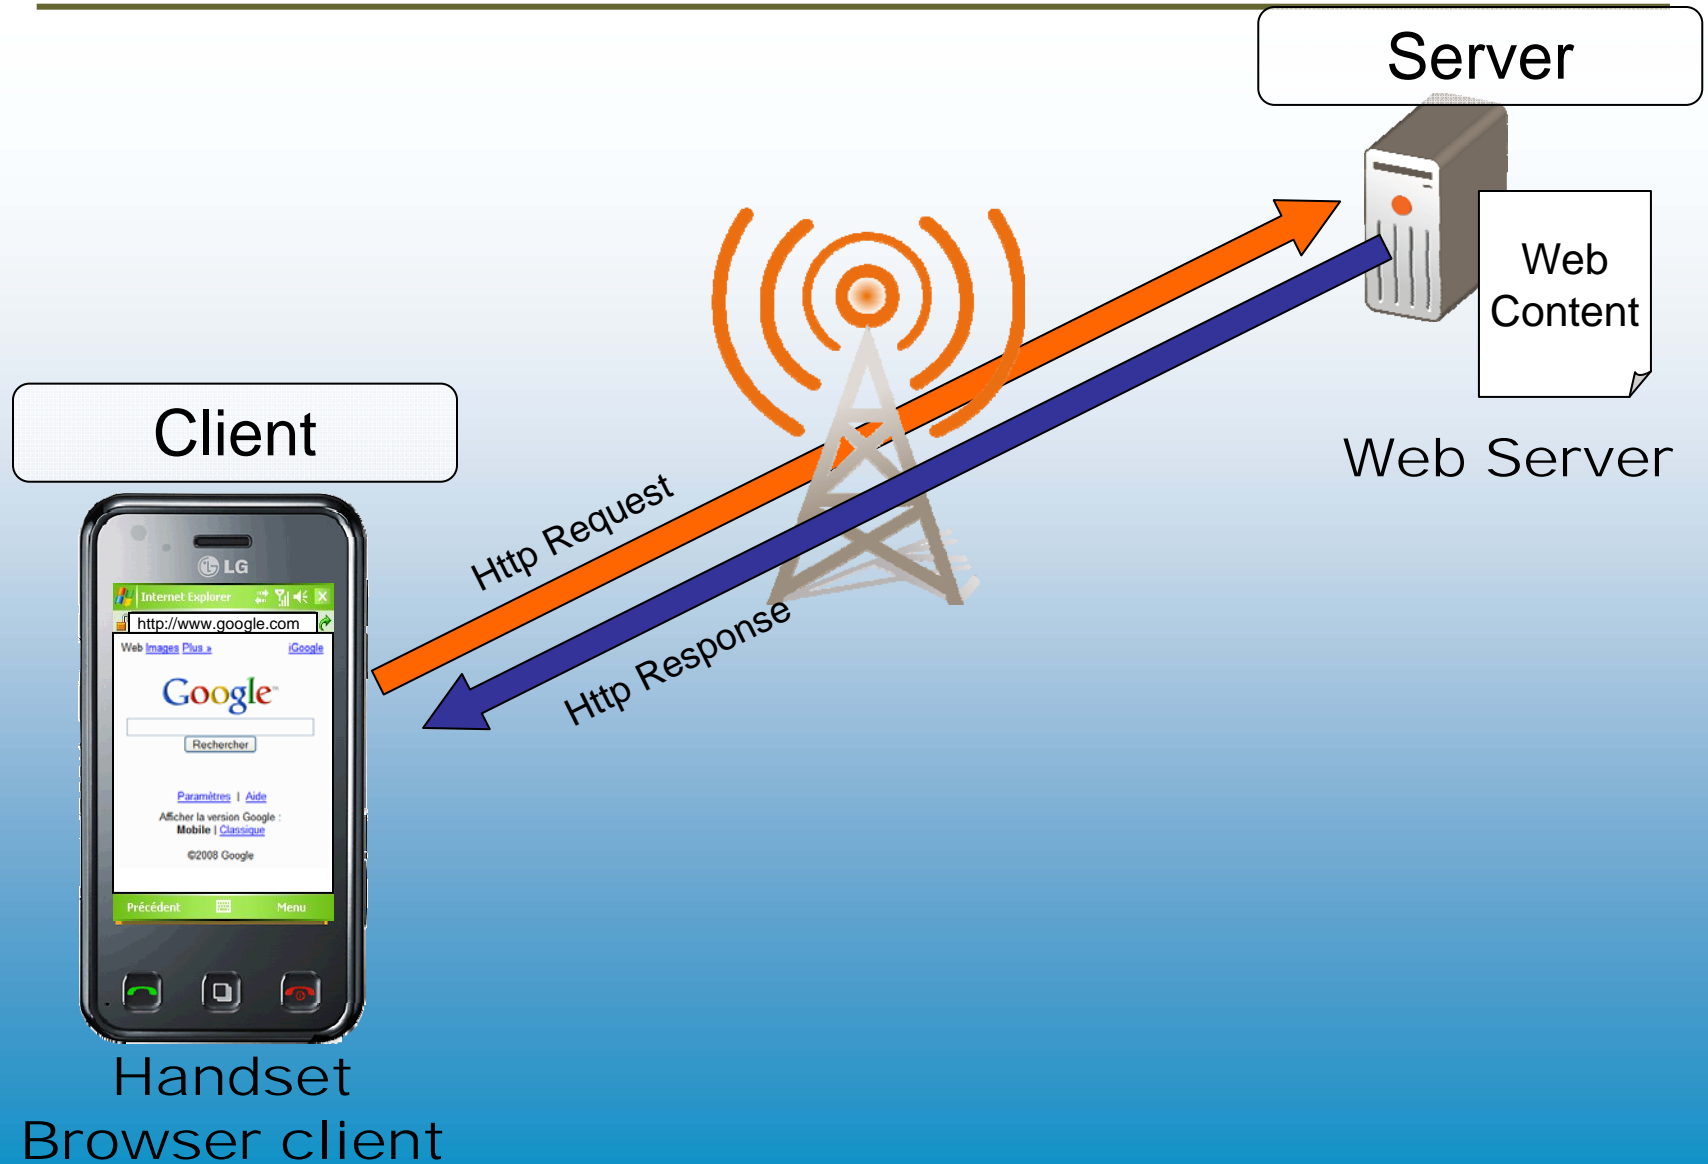 Server
Web
Content
Web Server
Client
Http Request
Http Response
LG
Internet Explorer
http://www.google.com
Web Images Plus » iGoogle
Google™
Rechercher
Paramètres | Aide
Afficher la version Google :
Mobile | Classique
©2008 Google
Précédent Menu
Handset
Browser client